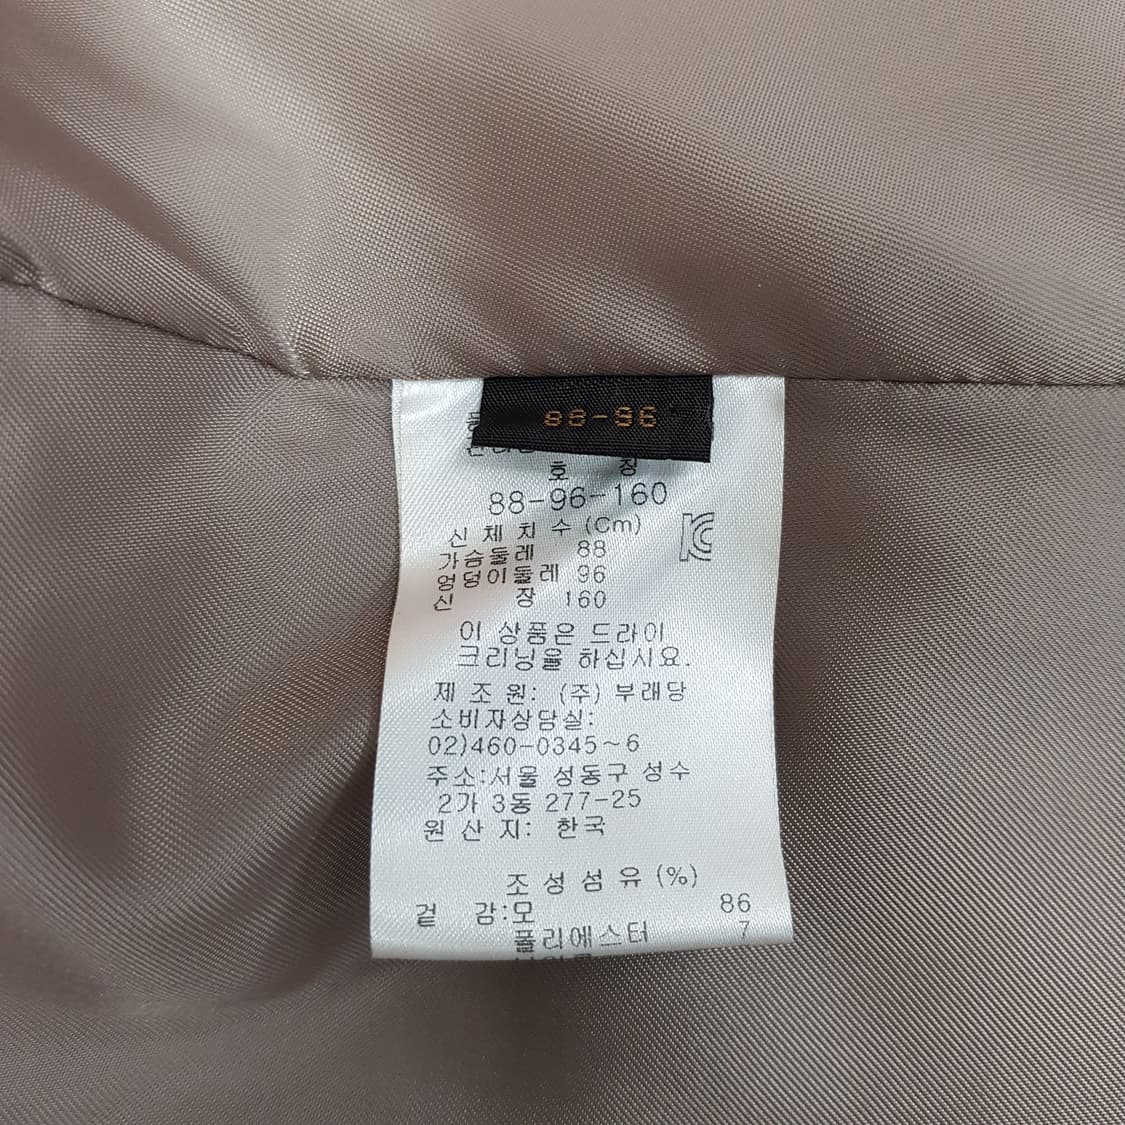 88-96
호 칭
88-96-160
신 체 치 수 (Cm)
가슴둘레 88
엉덩이둘레 96
신 장 160
이 상품은 드라이
크리닝을 하십시요.
제 조 원: (주) 부래당
소비자상담실:
02)460-0345~6
주소:서울 성동구 성수
2가 3동 277-25
원 산 지: 한국
조 성 섬 유 (%)
겉 감:모 86
폴리에스터 7